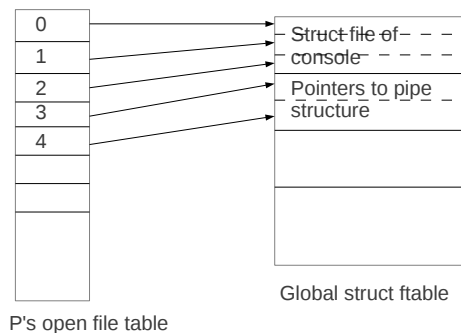 0
1
2
3
4
Struct file of
console
Pointers to pipe
structure
Global struct ftable
P's open file table